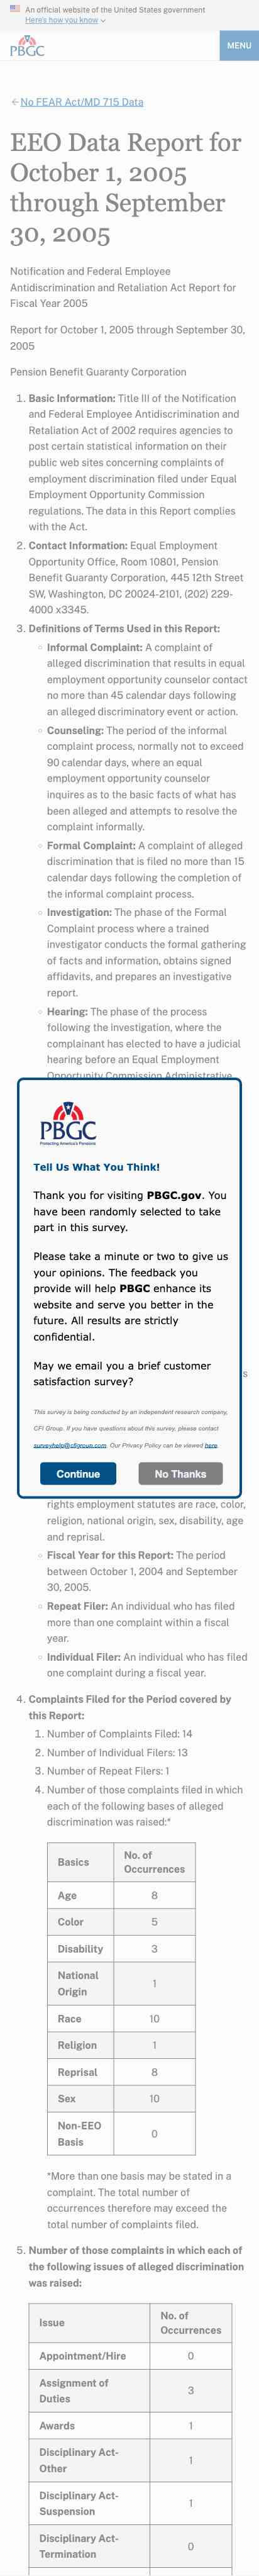 An official website of the United States government
Here's how you know
PBGC
MENU
No FEAR Act/MD 715 Data
EEO Data Report for
October 1, 2005
through September
30, 2005
Notification and Federal Employee
Antidiscrimination and Retaliation Act Report for
Fiscal Year 2005
Report for October 1, 2005 through September 30,
2005
Pension Benefit Guaranty Corporation
1. Basic Information: Title III of the Notification
and Federal Employee Antidiscrimination and
Retaliation Act of 2002 requires agencies to
post certain statistical information on their
public web sites concerning complaints of
employment discrimination filed under Equal
Employment Opportunity Commission
regulations. The data in this Report complies
with the Act.
2. Contact Information: Equal Employment
Opportunity Office, Room 10801, Pension
Benefit Guaranty Corporation, 445 12th Street
SW, Washington, DC 20024-2101, (202) 229-
4000 x3345.
3. Definitions of Terms Used in this Report:
Informal Complaint: A complaint of
alleged discrimination that results in equal
employment opportunity counselor contact
no more than 45 calendar days following
an alleged discriminatory event or action.
Counseling: The period of the informal
complaint process, normally not to exceed
90 calendar days, where an equal
employment opportunity counselor
inquires as to the basic facts of what has
been alleged and attempts to resolve the
complaint informally.
Formal Complaint: A complaint of alleged
discrimination that is filed no more than 15
calendar days following the completion of
the informal complaint process.
Investigation: The phase of the Formal
Complaint process where a trained
investigator conducts the formal gathering
of facts and information, obtains signed
affidavits, and prepares an investigative
report.
Hearing: The phase of the process
following the investigation, where the
complainant has elected to have a judicial
hearing before an Equal Employment
Opportunity Commission Administrative
PBGC
Protecting America's Pensions
Tell Us What You Think!
Thank you for visiting PBGC.gov. You
have been randomly selected to take
part in this survey.
Please take a minute or two to give us
your opinions. The feedback you
provide will help PBGC enhance its
website and serve you better in the
future. All results are strictly
confidential.
May we email you a brief customer
satisfaction survey?
s
This survey is being conducted by an independent research company,
CFI Group. If you have questions about this survey, please contact
surveyhelp@cfigroup.com. Our Privacy Policy can be viewed here.
Continue
No Thanks
rights employment statutes are race, color,
religion, national origin, sex, disability, age
and reprisal.
Fiscal Year for this Report: The period
between October 1, 2004 and September
30, 2005.
Repeat Filer: An individual who has filed
more than one complaint within a fiscal
year.
Individual Filer: An individual who has filed
one complaint during a fiscal year.
4. Complaints Filed for the Period covered by
this Report:
1. Number of Complaints Filed: 14
2. Number of Individual Filers: 13
3. Number of Repeat Filers: 1
4. Number of those complaints filed in which
each of the following bases of alleged
discrimination was raised:*
Basics No. of Occurrences
Age 8
Color 5
Disability 3
National Origin 1
Race 10
Religion 1
Reprisal 8
Sex 10
Non-EEO Basis 0
*More than one basis may be stated in a
complaint. The total number of
occurrences therefore may exceed the
total number of complaints filed.
5. Number of those complaints in which each of
the following issues of alleged discrimination
was raised:
Issue No. of Occurrences
Appointment/Hire 0
Assignment of Duties 3
Awards 1
Disciplinary Act-Other 1
Disciplinary Act-Suspension 1
Disciplinary Act-Termination 0